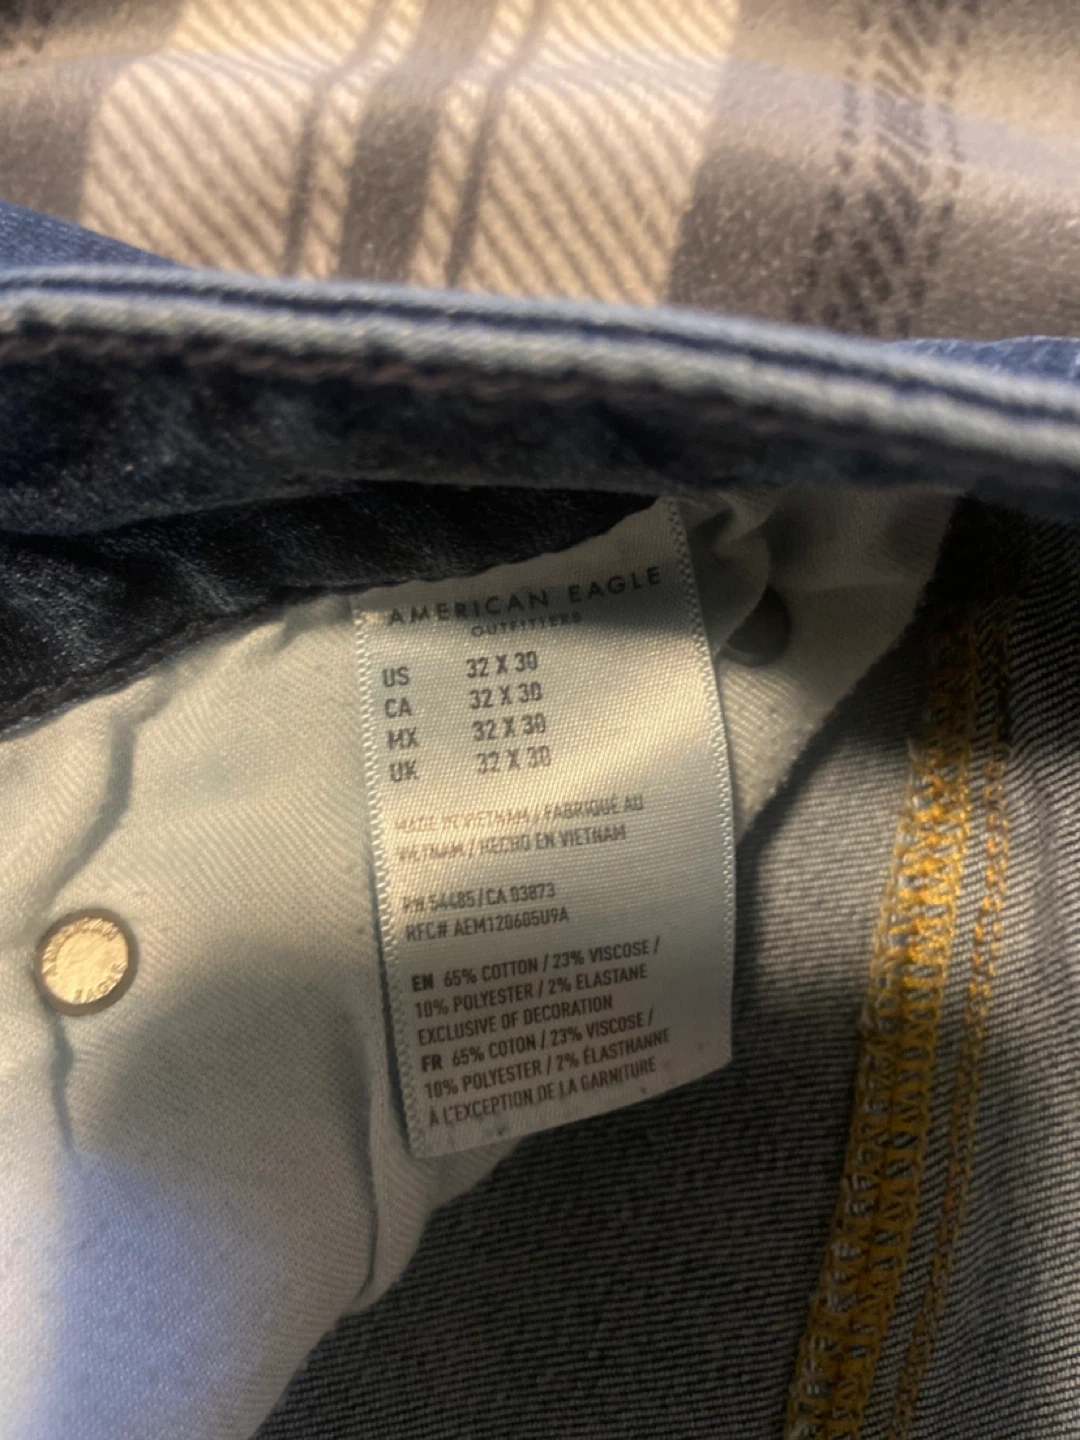 AMERICAN EAGLE
OUTFITTERS
US 32 X 30
CA 32 X 30
MX 32 X 30
UK 32 X 30
MADE IN VIETNAM / FABRIQUÉ AU
VIETNAM / HECHO EN VIETNAM
RN 54485/CA 03873
RFC# AEM120605U9A
EN 65% COTTON / 23% VISCOSE /
10% POLYESTER / 2% ELASTANE
EXCLUSIVE OF DECORATION
FR 65% COTON / 23% VISCOSE /
10% POLYESTER / 2% ÉLASTHANNE
À L'EXCEPTION DE LA GARNITURE